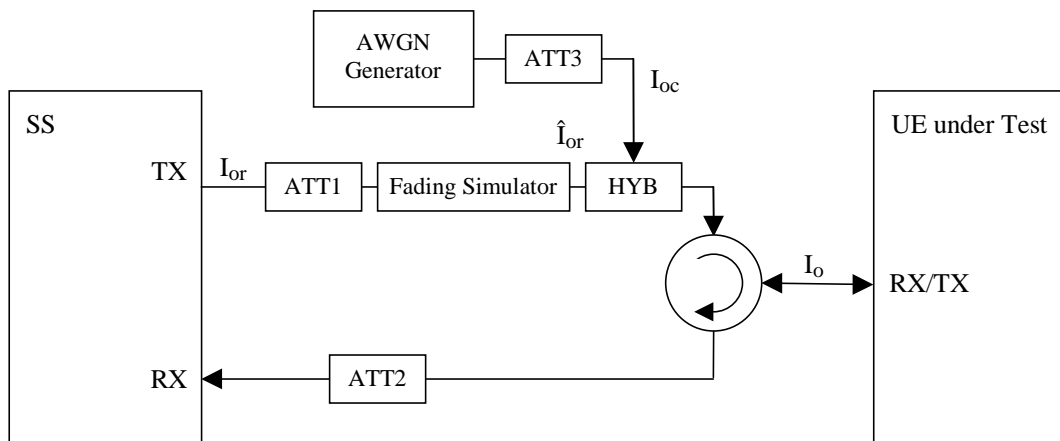 AWGN
Generator
ATT3
I_oc
SS
UE under Test
Î_or
TX
I_or
ATT1
Fading Simulator
HYB
I_o
RX/TX
RX
ATT2